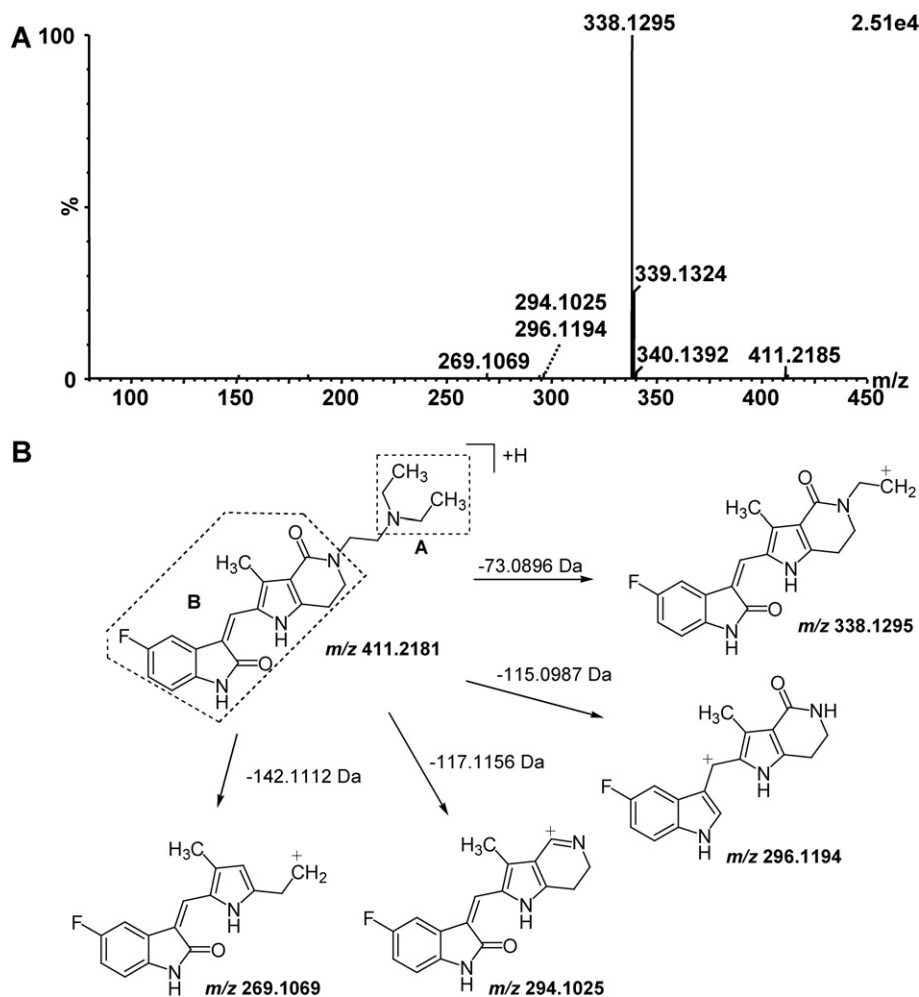 A
100
338.1295
2.51e4
%
339.1324
294.1025
296.1194
269.1069
340.1392
411.2185
0
m/z
100 150 200 250 300 350 400 450
B
+H
CH3
CH3
N
A
O
N
H3C
B
N
H
F
O
N
H
m/z 411.2181
-73.0896 Da
O
+
CH2
N
H3C
N
H
F
O
N
H
m/z 338.1295
-115.0987 Da
O
NH
H3C
+
N
H
F
N
H
m/z 296.1194
-142.1112 Da
-117.1156 Da
H3C
+
CH2
N
H
F
O
N
H
m/z 269.1069
+
N
H3C
N
H
F
O
N
H
m/z 294.1025